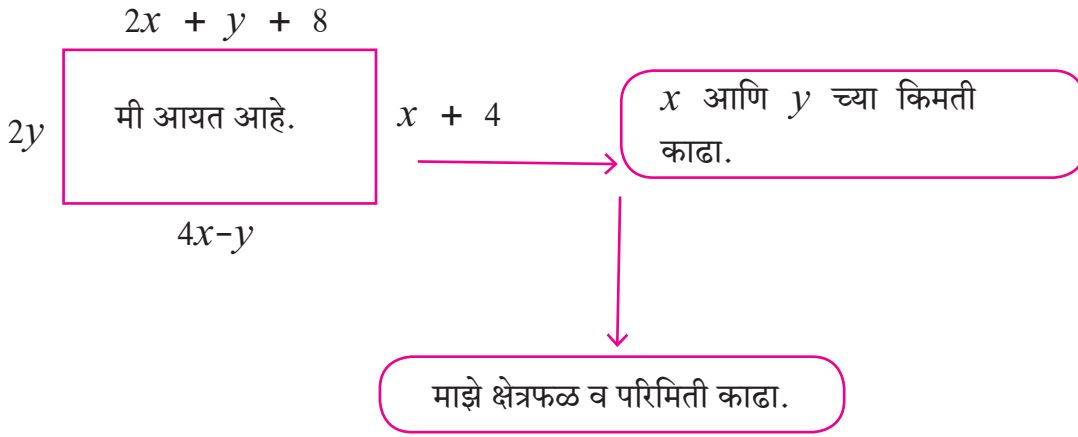 2x + y + 8
मी आयत आहे.
2y
x + 4
4x-y
x आणि y च्या किमती
काढा.
माझे क्षेत्रफळ व परिमिती काढा.